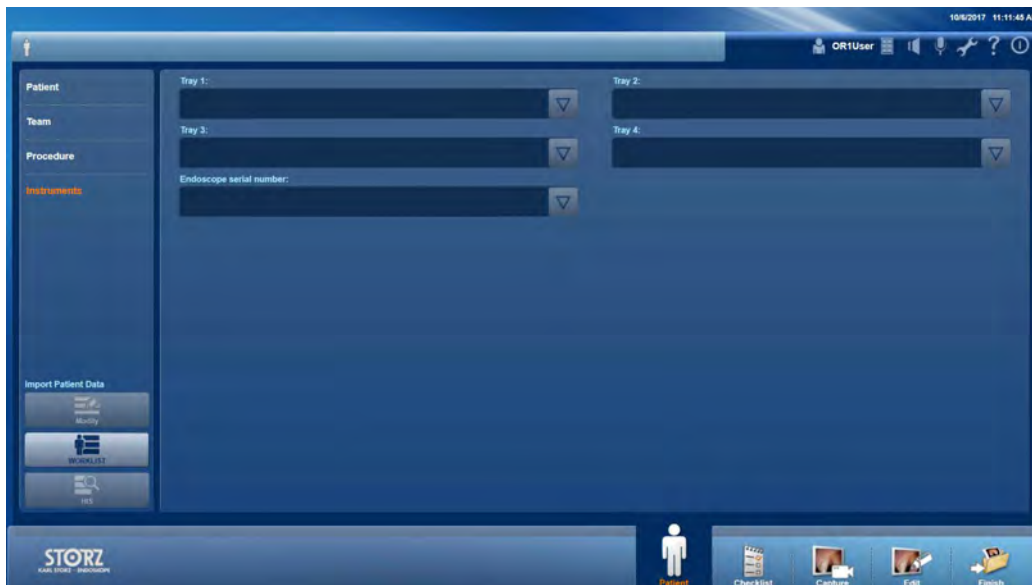 10/6/2017 11:11:45 A
OR1User
Patient
Team
Procedure
Instruments
Tray 1:
Tray 2:
Tray 3:
Tray 4:
Endoscope serial number:
Import Patient Data
Modify
WORKLIST
HIS
STORZ
KARL STORZ - ENDOSKOPE
Patient
Checklist
Capture
Edit
Finish